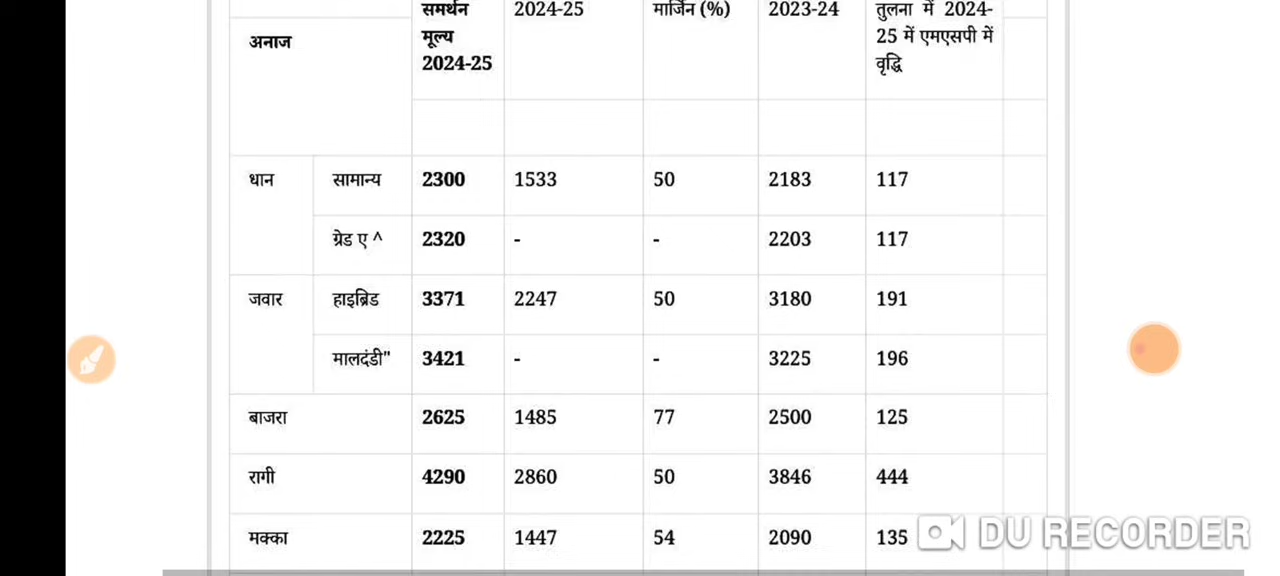 समर्थन 2024-25 मार्जिन (%) 2023-24 तुलना में 2024-
मूल्य 25 में एमएसपी में
2024-25 वृद्धि
अनाज
धान सामान्य 2300 1533 50 2183 117
ग्रेड ए ^ 2320 - - 2203 117
जवार हाइब्रिड 3371 2247 50 3180 191
मालदंडी" 3421 - - 3225 196
बाजरा 2625 1485 77 2500 125
रागी 4290 2860 50 3846 444
मक्का 2225 1447 54 2090 135
DU RECORDER